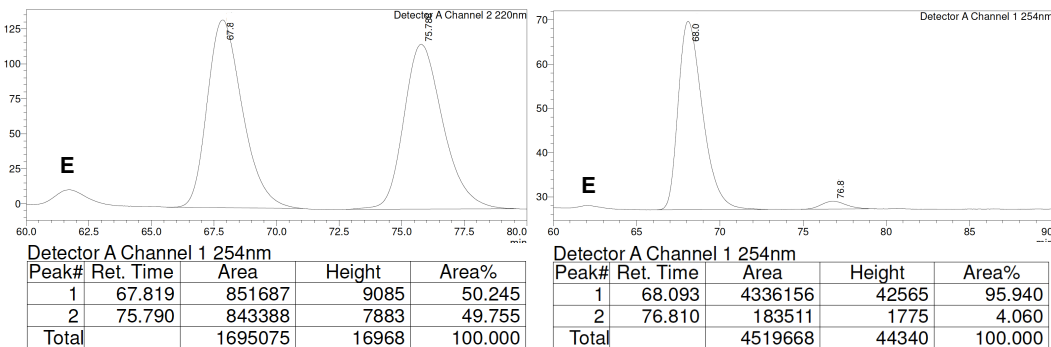 Detector A Channel 2 220nm
125
100
75
50
25
0
67.8
75.788
E
60.0 62.5 65.0 67.5 70.0 72.5 75.0 77.5 80.0
min
Detector A Channel 1 254nm
Peak# Ret. Time Area Height Area%
1 67.819 851687 9085 50.245
2 75.790 843388 7883 49.755
Total 1695075 16968 100.000
Detector A Channel 1 254nm
70
60
50
40
30
68.0
76.8
E
60 65 70 75 80 85 90
min
Detector A Channel 1 254nm
Peak# Ret. Time Area Height Area%
1 68.093 4336156 42565 95.940
2 76.810 183511 1775 4.060
Total 4519668 44340 100.000